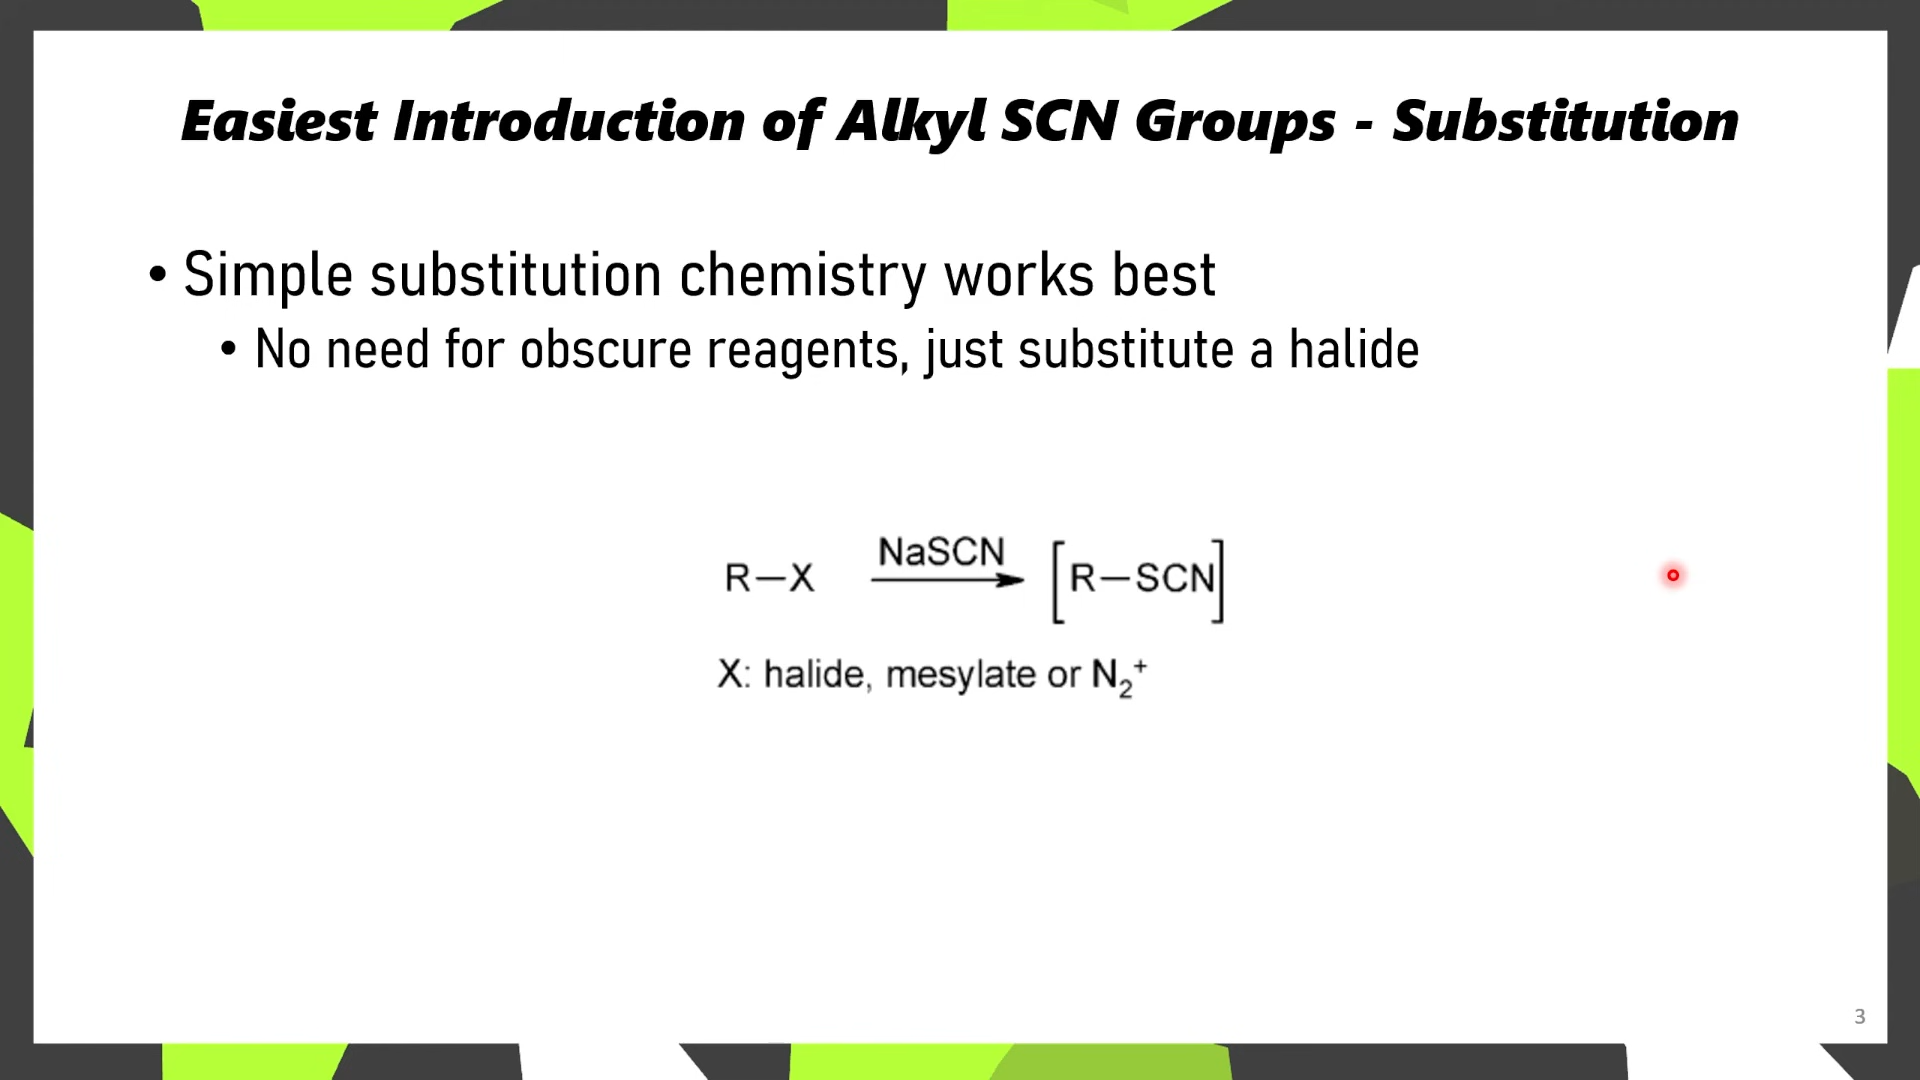 Easiest Introduction of Alkyl SCN Groups - Substitution
• Simple substitution chemistry works best
• No need for obscure reagents, just substitute a halide
NaSCN
R—X [R—SCN]
X: halide, mesylate or N₂⁺
3